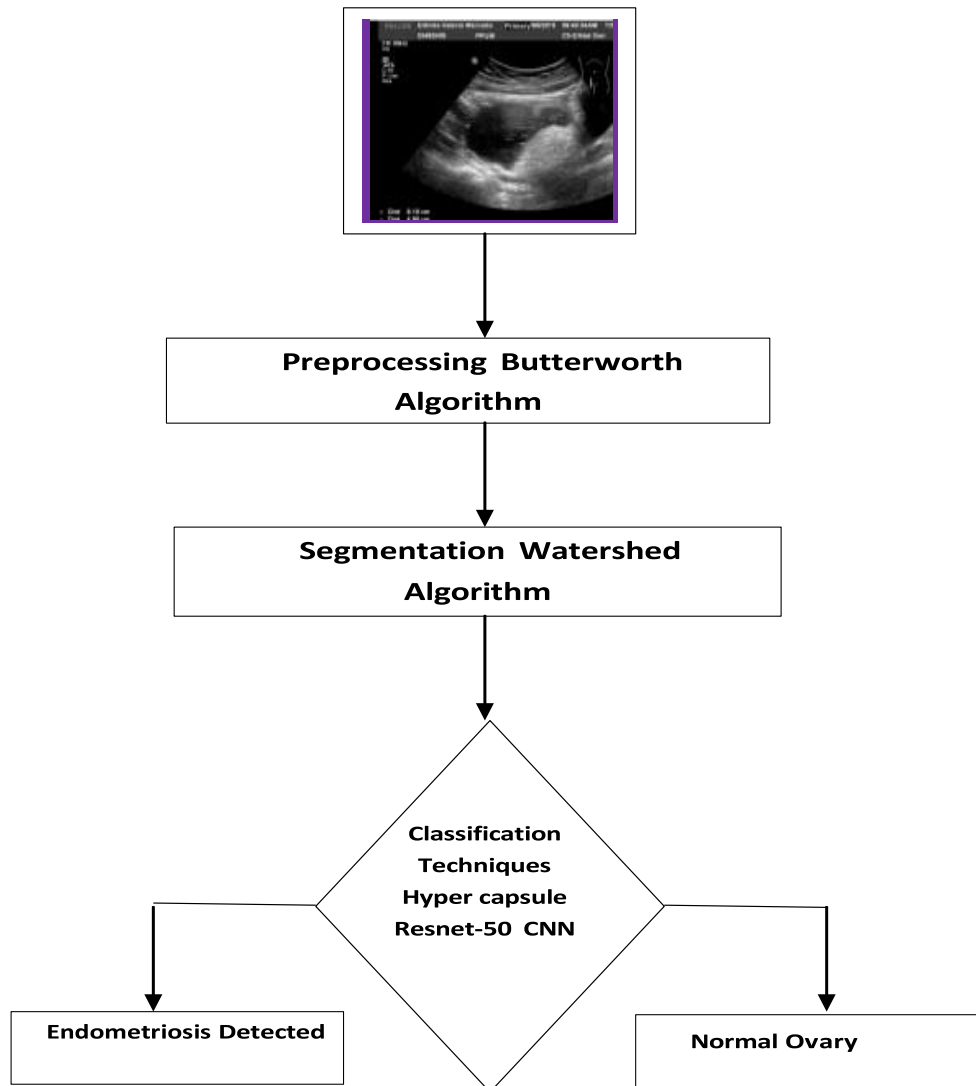 Preprocessing Butterworth
Algorithm
Segmentation Watershed
Algorithm
Classification
Techniques
Hyper capsule
Resnet-50 CNN
Endometriosis Detected
Normal Ovary